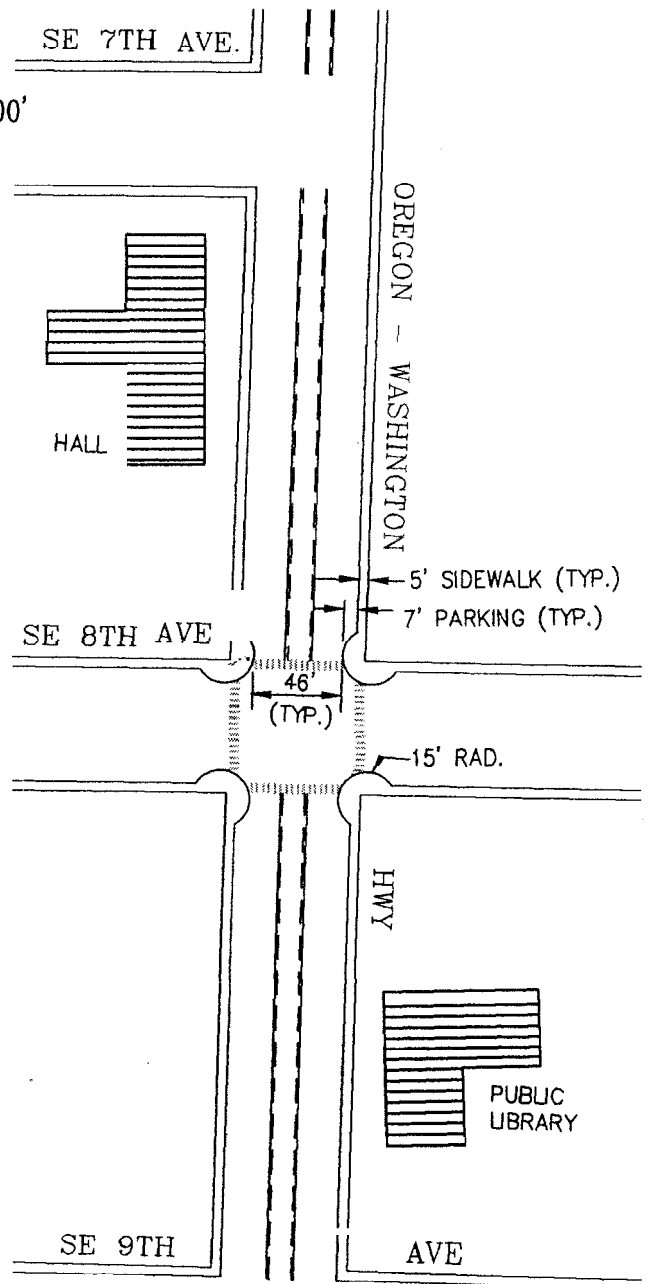 SE 7TH AVE.
00'
OREGON - WASHINGTON
HALL
5' SIDEWALK (TYP.)
7' PARKING (TYP.)
SE 8TH AVE
46'
(TYP.)
15' RAD.
HWY
PUBLIC
LIBRARY
SE 9TH AVE